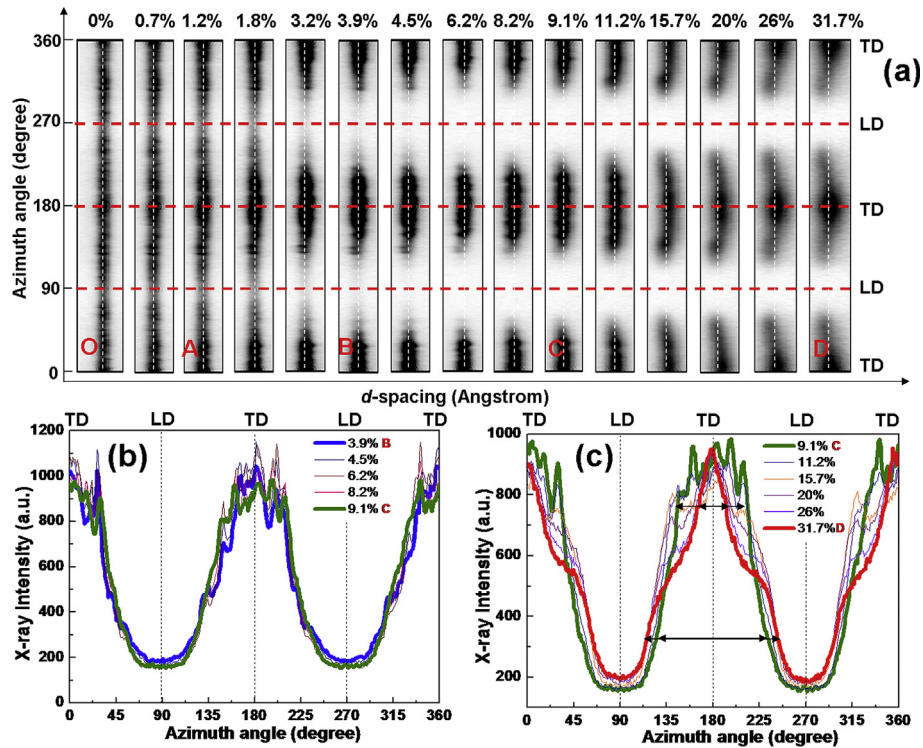 0% 0.7% 1.2% 1.8% 3.2% 3.9% 4.5% 6.2% 8.2% 9.1% 11.2% 15.7% 20% 26% 31.7%
(a)
360 TD
270 LD
180 TD
90 LD
0 TD
O A B C D
Azimuth angle (degree)
d-spacing (Angstrom)
TD LD TD LD TD
(b)
3.9% B
4.5%
6.2%
8.2%
9.1% C
1200
1000
800
600
400
200
0
X-ray Intensity (a.u.)
0 45 90 135 180 225 270 315 360
Azimuth angle (degree)
TD LD TD LD TD
(c)
9.1% C
11.2%
15.7%
20%
26%
31.7%D
1000
800
600
400
200
X-ray Intensity (a.u.)
0 45 90 135 180 225 270 315 360
Azimuth angle (degree)